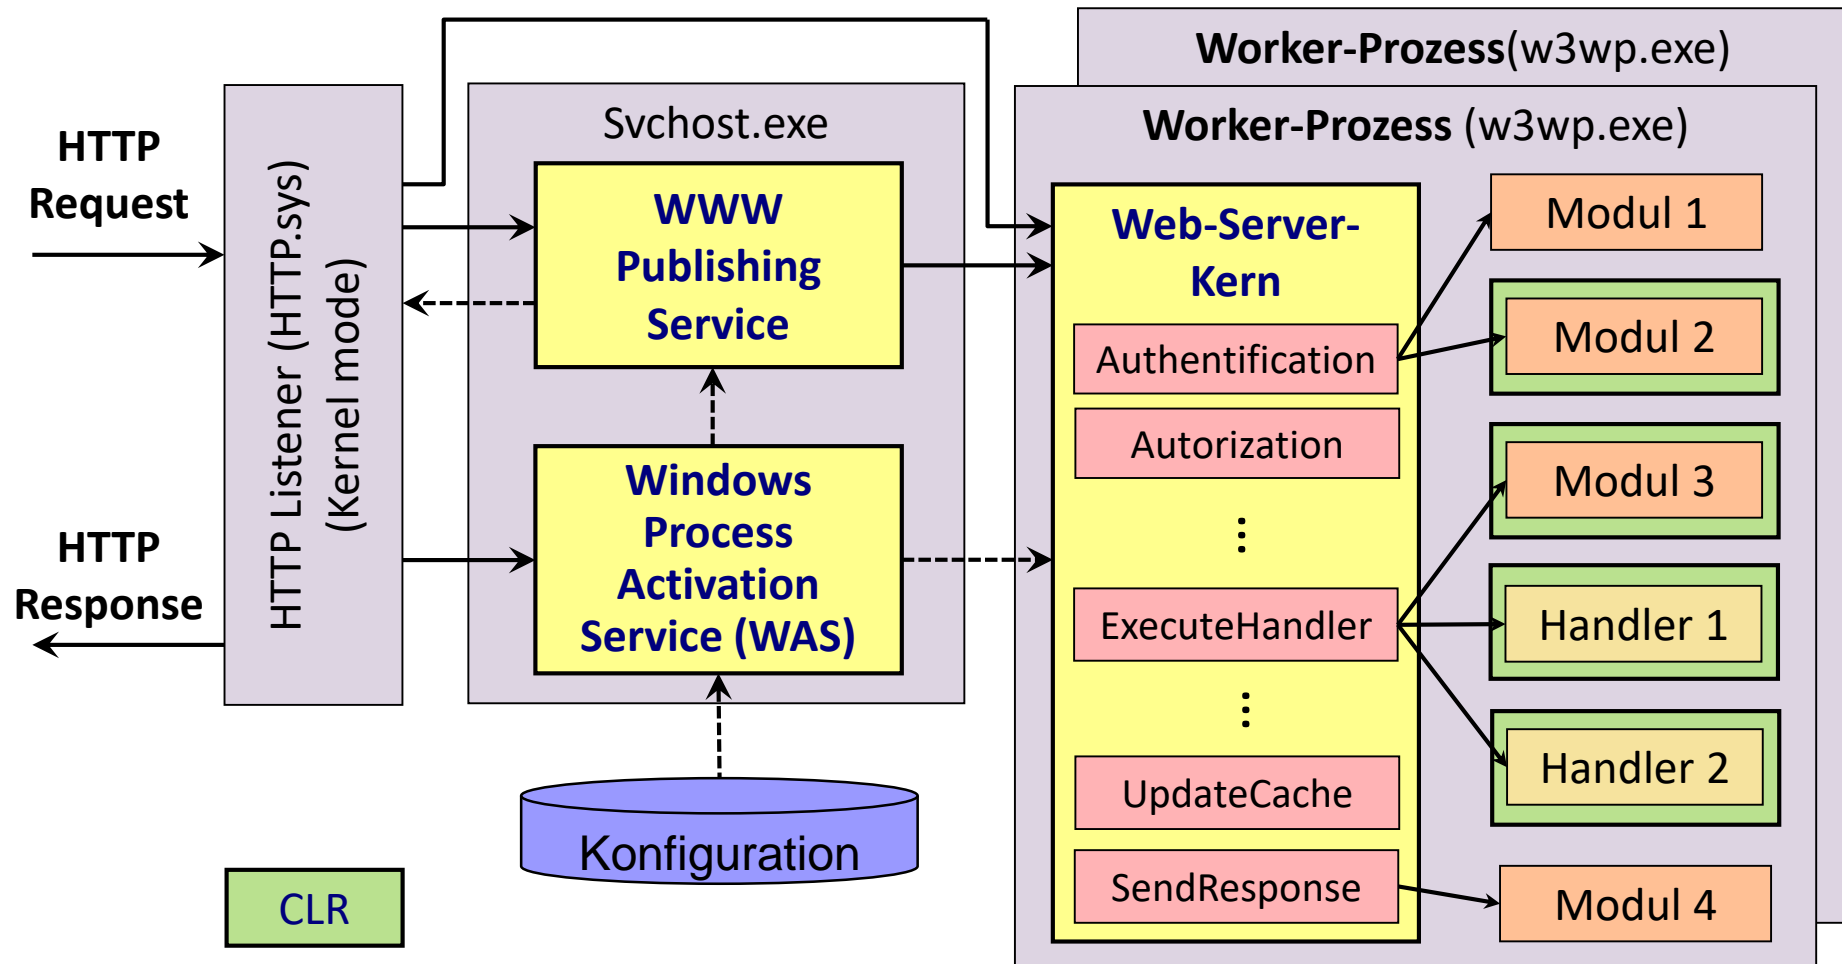 HTTP
Request
HTTP
Response
HTTP Listener (HTTP.sys)
(Kernel mode)
Svchost.exe
WWW
Publishing
Service
Windows
Process
Activation
Service (WAS)
Konfiguration
CLR
Worker-Prozess(w3wp.exe)
Worker-Prozess (w3wp.exe)
Web-Server-
Kern
Authentification
Autorization
...
ExecuteHandler
...
UpdateCache
SendResponse
Modul 1
Modul 2
Modul 3
Handler 1
Handler 2
Modul 4